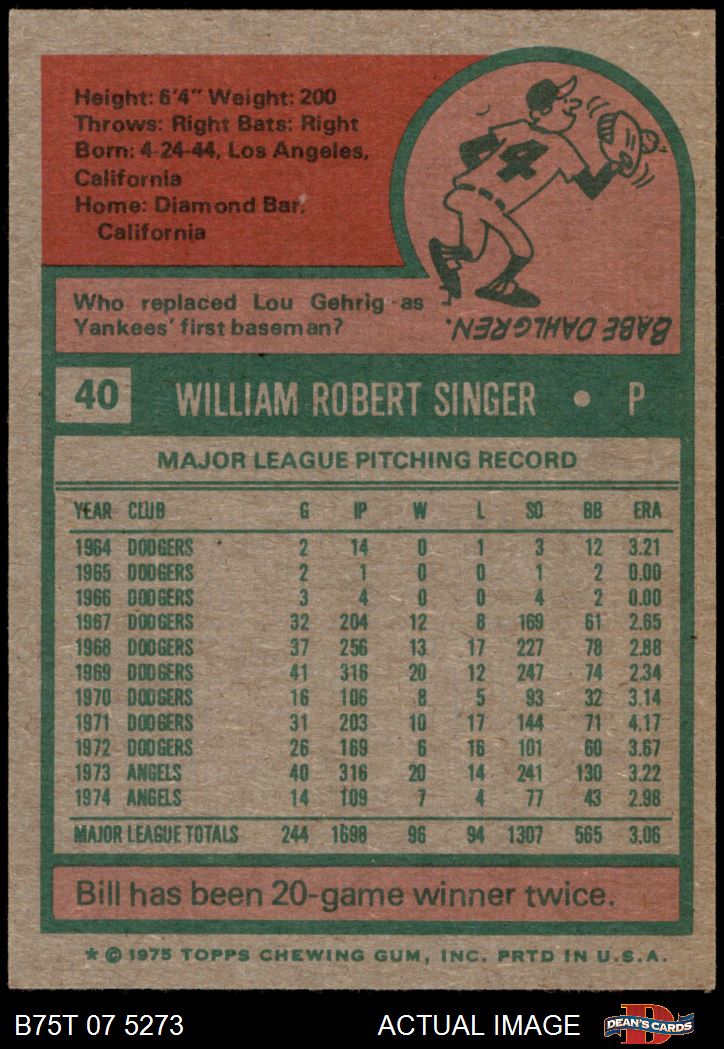 Height: 6'4" Weight: 200
Throws: Right Bats: Right
Born: 4-24-44, Los Angeles,
California
Home: Diamond Bar,
California
4
Who replaced Lou Gehrig as
Yankees' first baseman?
BABE DAHLGREN.
40 WILLIAM ROBERT SINGER • P
MAJOR LEAGUE PITCHING RECORD
YEAR CLUB G IP W L SO BB ERA
1964 DODGERS 2 14 0 1 3 12 3.21
1965 DODGERS 2 1 0 0 1 2 0.00
1966 DODGERS 3 4 0 0 4 2 0.00
1967 DODGERS 32 204 12 8 169 61 2.65
1968 DODGERS 37 256 13 17 227 78 2.88
1969 DODGERS 41 316 20 12 247 74 2.34
1970 DODGERS 16 106 8 5 93 32 3.14
1971 DODGERS 31 203 10 17 144 71 4.17
1972 DODGERS 26 169 6 16 101 60 3.67
1973 ANGELS 40 316 20 14 241 130 3.22
1974 ANGELS 14 109 7 4 77 43 2.98
MAJOR LEAGUE TOTALS 244 1698 96 94 1307 565 3.06
Bill has been 20-game winner twice.
* © 1975 TOPPS CHEWING GUM, INC. PRTD IN U.S.A.
B75T 07 5273 ACTUAL IMAGE D DEAN'S CARDS